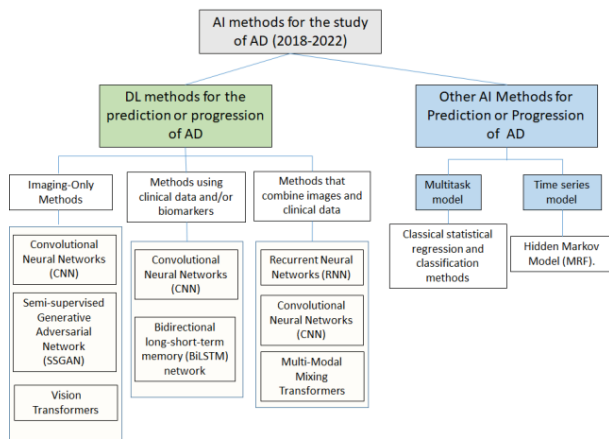 AI methods for the study
of AD (2018-2022)
DL methods for the
prediction or progression
of AD
Other AI Methods for
Prediction or Progression
of AD
Imaging-Only
Methods
Methods using
clinical data and/or
biomarkers
Methods that
combine images and
clinical data
Multitask
model
Time series
model
Convolutional
Neural Networks
(CNN)
Semi-supervised
Generative
Adversarial
Network
(SSGAN)
Vision
Transformers
Convolutional
Neural Networks
(CNN)
Bidirectional
long-short-term
memory (BiLSTM)
network
Recurrent Neural
Networks (RNN)
Convolutional
Neural Networks
(CNN)
Multi-Modal
Mixing
Transformers
Classical statistical
regression and
classification
methods
Hidden Markov
Model (MRF).